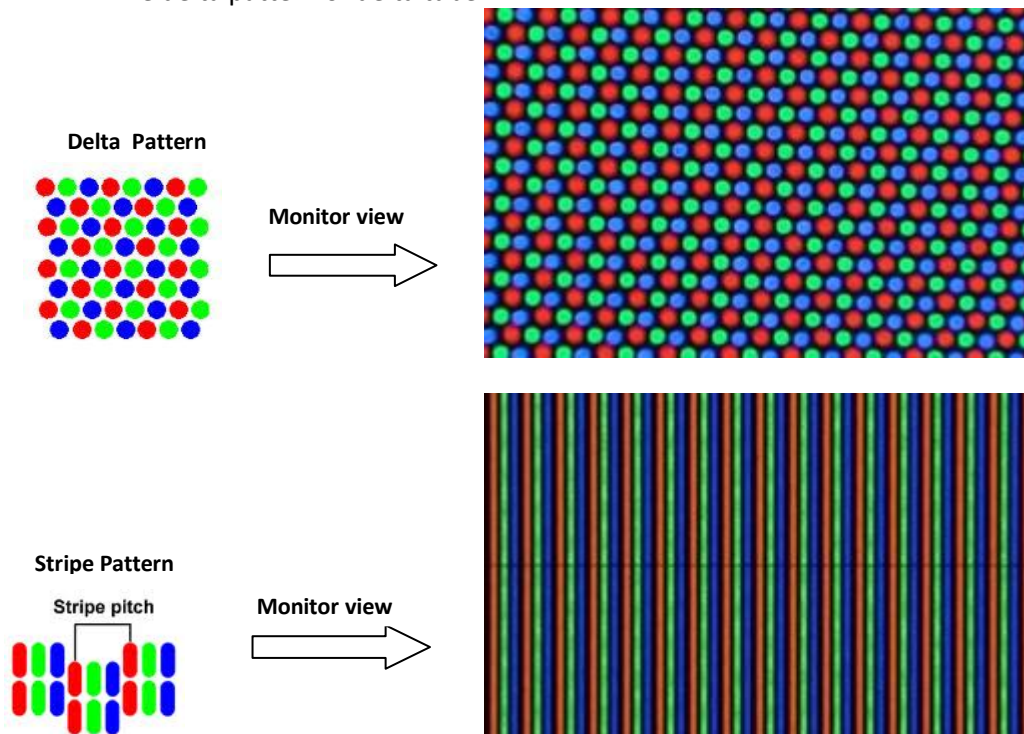 Delta Pattern
Monitor view
Stripe Pattern
Stripe pitch
Monitor view